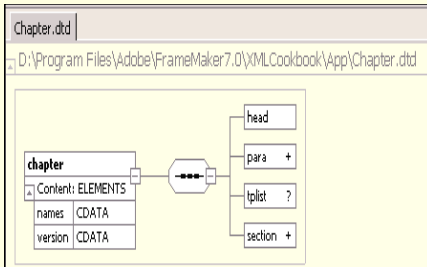 Chapter.dtd
D:\Program Files\Adobe\FrameMaker7.0\XMLCookbook\App\Chapter.dtd
head
para +
chapter
Content: ELEMENTS
names CDATA
version CDATA
tplist ?
section +